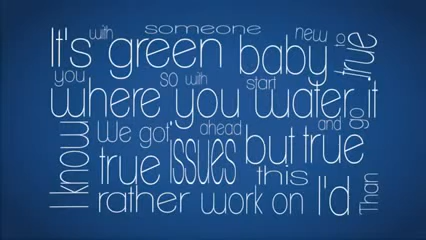 with someone new to
It's green baby true
you so with start
where you water it
I know We got ahead and go
true issues but true
this Than
rather work on I'd